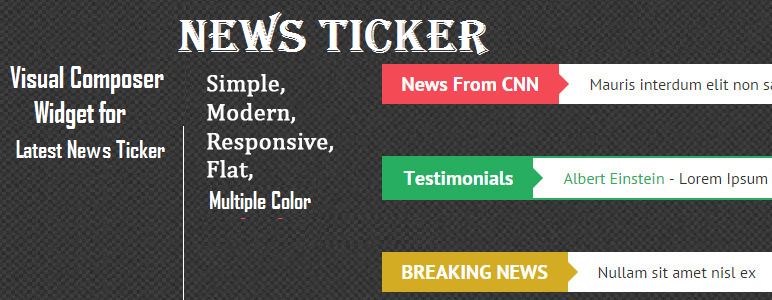 NEWS TICKER
Visual Composer
Widget for
Latest News Ticker
Simple,
Modern,
Responsive,
Flat,
Multiple Color
News From CNN
Mauris interdum elit non
Testimonials
Albert Einstein - Lorem Ipsum
BREAKING NEWS
Nullam sit amet nisl ex